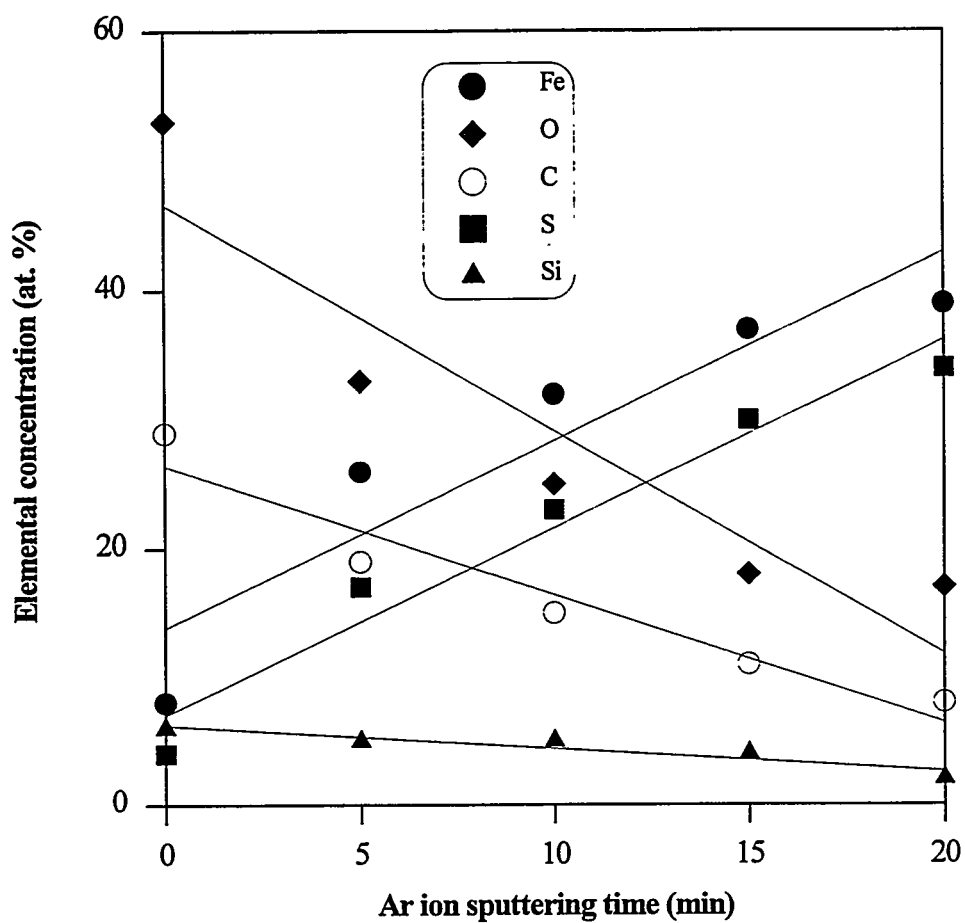 60
Fe
O
C
S
Si
40
20
0
0 5 10 15 20
Elemental concentration (at. %)
Ar ion sputtering time (min)